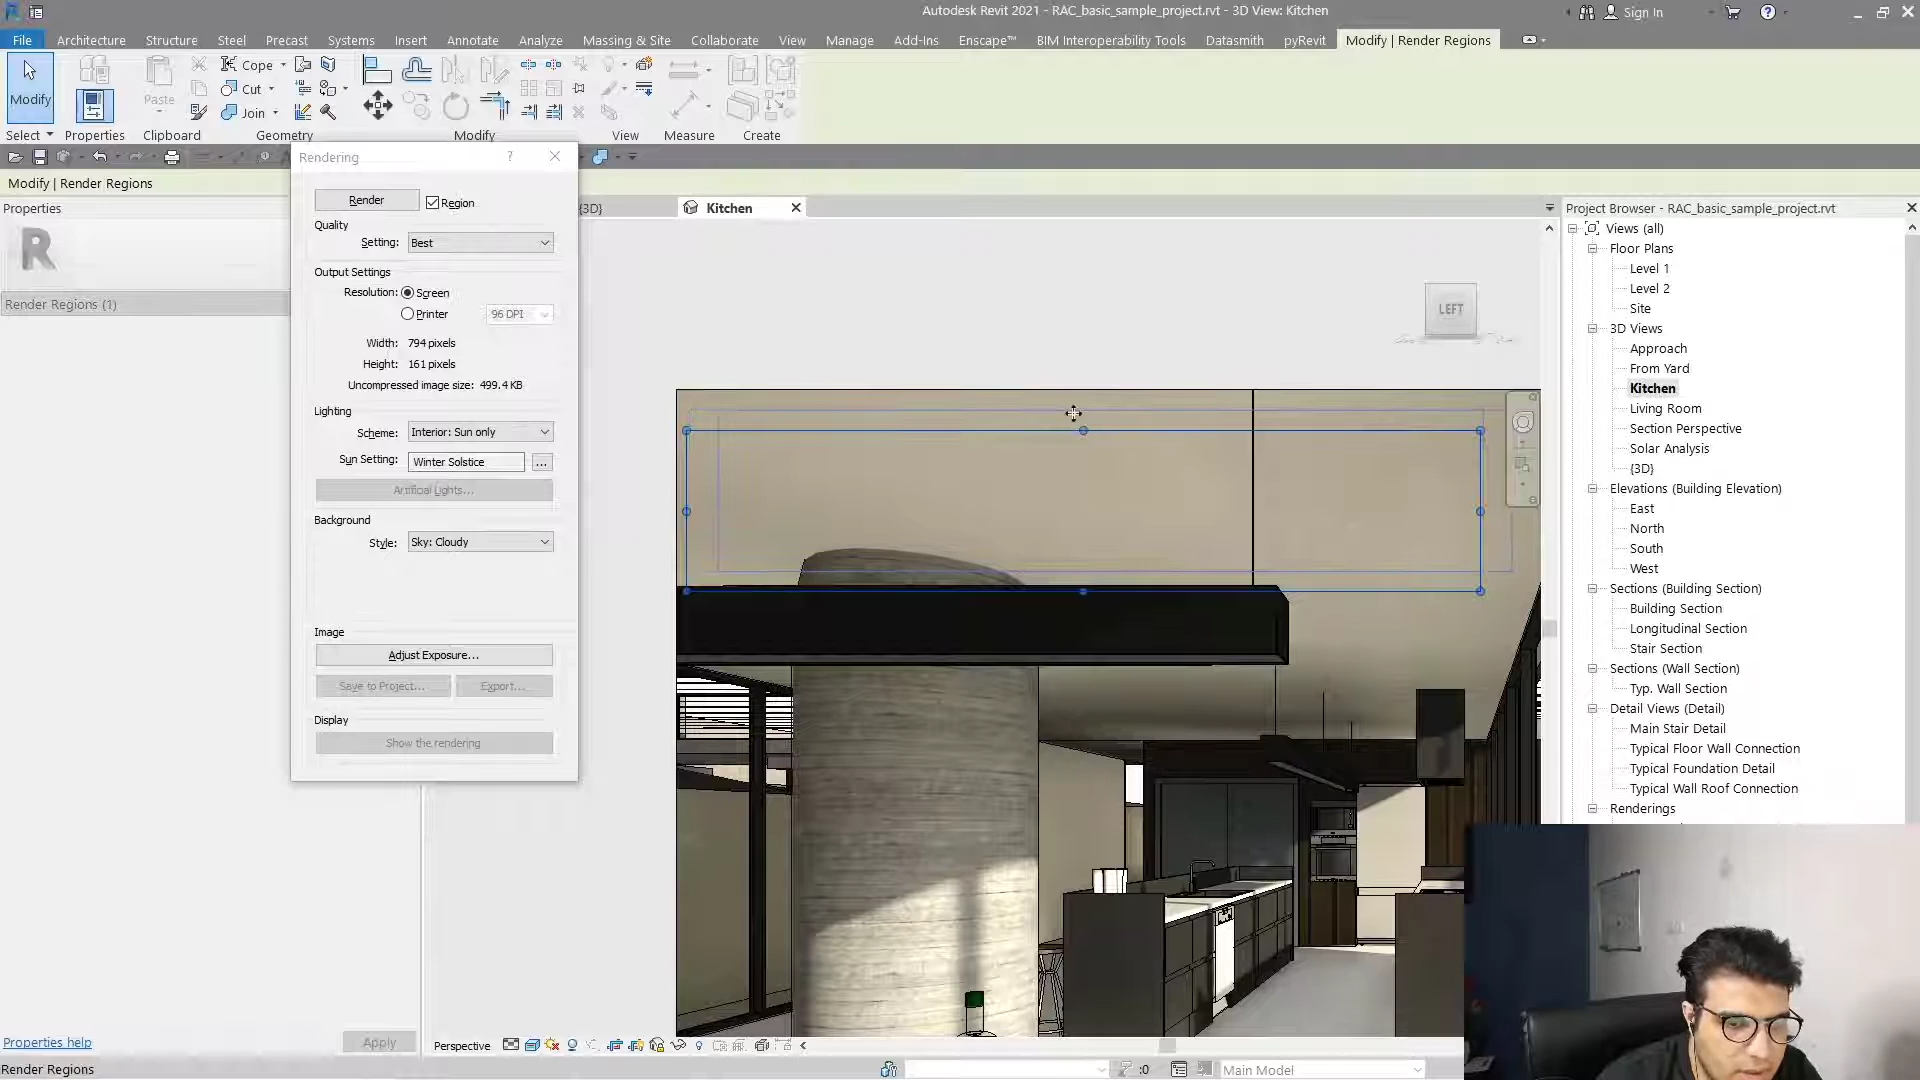 Autodesk Revit 2021 - RAC_basic_sample_project.rvt - 3D View: Kitchen
Sign In
File Architecture Structure Steel Precast Systems Insert Annotate Analyze Massing & Site Collaborate View Manage Add-Ins Enscape™ BIM Interoperability Tools Datasmith pyRevit Modify | Render Regions
Modify
Paste
Cope
Cut
Join
Select Properties Clipboard Geometry Modify View Measure Create
Modify | Render Regions
Properties
Render Regions (1)
Properties help
Apply
Render Regions
Rendering
Render
Region
Quality
Setting: Best
Output Settings
Resolution: Screen
Printer 96 DPI
Width: 794 pixels
Height: 161 pixels
Uncompressed image size: 499.4 KB
Lighting
Scheme: Interior: Sun only
Sun Setting: Winter Solstice ...
Artificial Lights...
Background
Style: Sky: Cloudy
Image
Adjust Exposure...
Save to Project... Export...
Display
Show the rendering
{3D}
Kitchen
LEFT
Perspective
:0
Main Model
Project Browser - RAC_basic_sample_project.rvt
Views (all)
Floor Plans
Level 1
Level 2
Site
3D Views
Approach
From Yard
Kitchen
Living Room
Section Perspective
Solar Analysis
{3D}
Elevations (Building Elevation)
East
North
South
West
Sections (Building Section)
Building Section
Longitudinal Section
Stair Section
Sections (Wall Section)
Typ. Wall Section
Detail Views (Detail)
Main Stair Detail
Typical Floor Wall Connection
Typical Foundation Detail
Typical Wall Roof Connection
Renderings